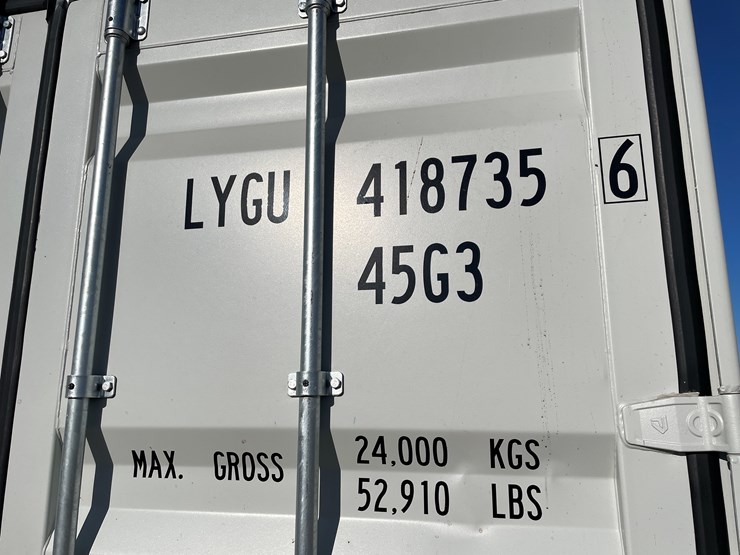 LYGU 418735 6
45G3
MAX. GROSS 24,000 KGS
52,910 LBS